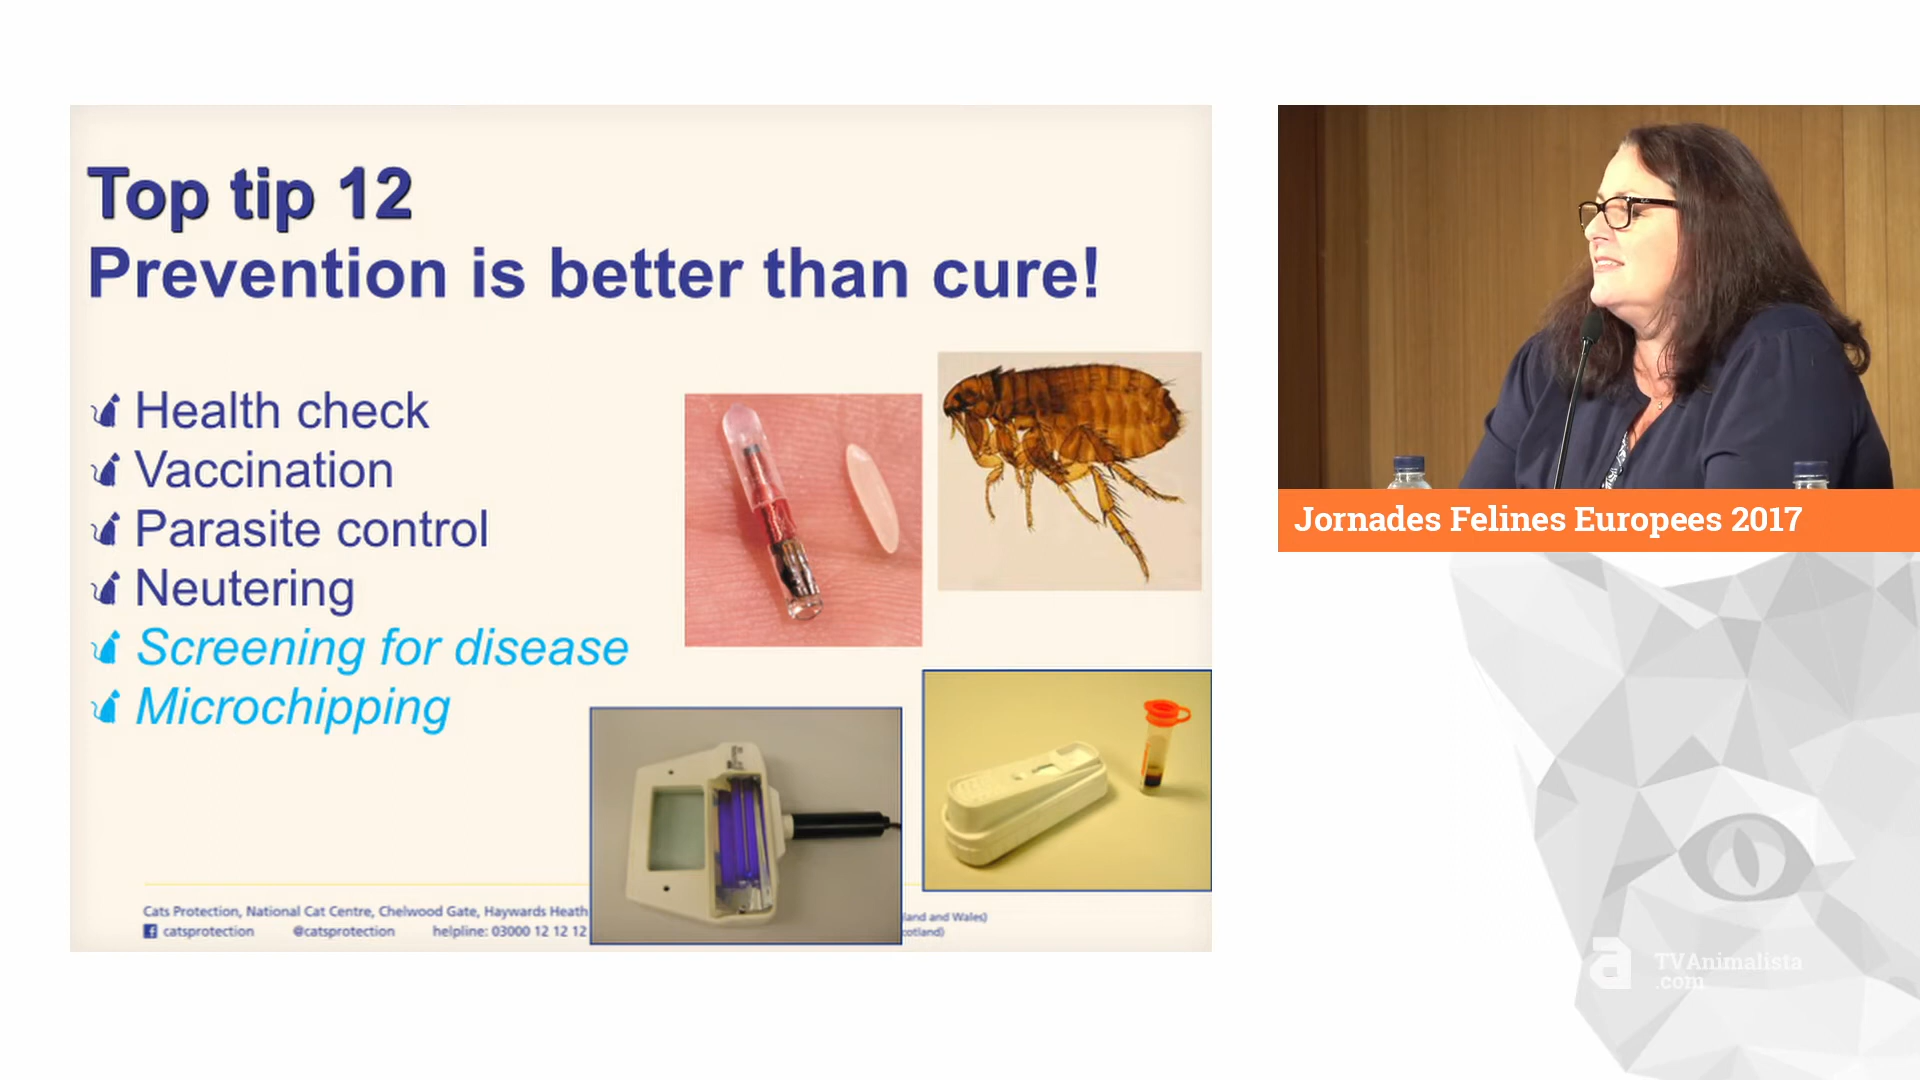 Top tip 12
Prevention is better than cure!
Health check
Vaccination
Parasite control
Neutering
Screening for disease
Microchipping
Cats Protection, National Cat Centre, Chelwood Gate, Haywards Heath
land and Wales)
catsprotection @catsprotection helpline: 03000 12 12 12
cotland)
Jornades Felines Europees 2017
a TVAnimalista
.com